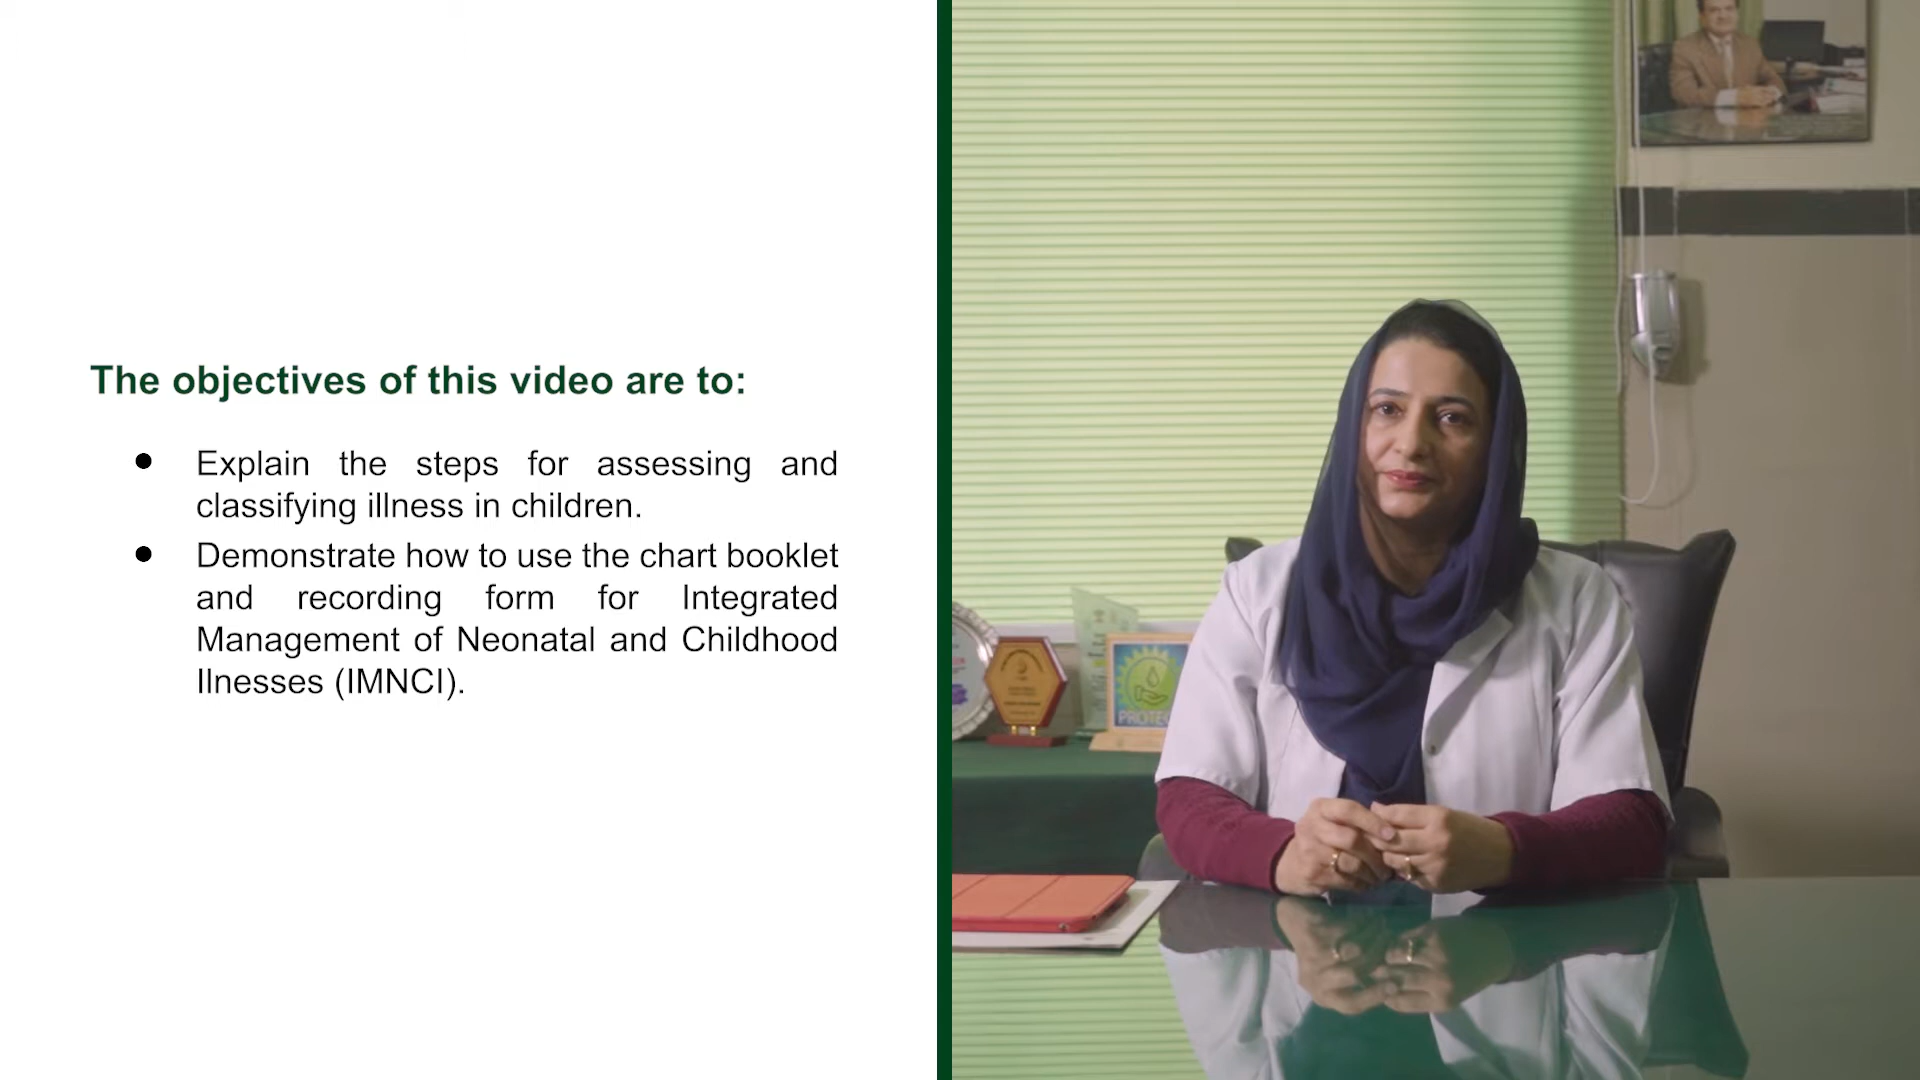 The objectives of this video are to:
● Explain the steps for assessing and
classifying illness in children.
● Demonstrate how to use the chart booklet
and recording form for Integrated
Management of Neonatal and Childhood
Ilnesses (IMNCI).
PROTEC